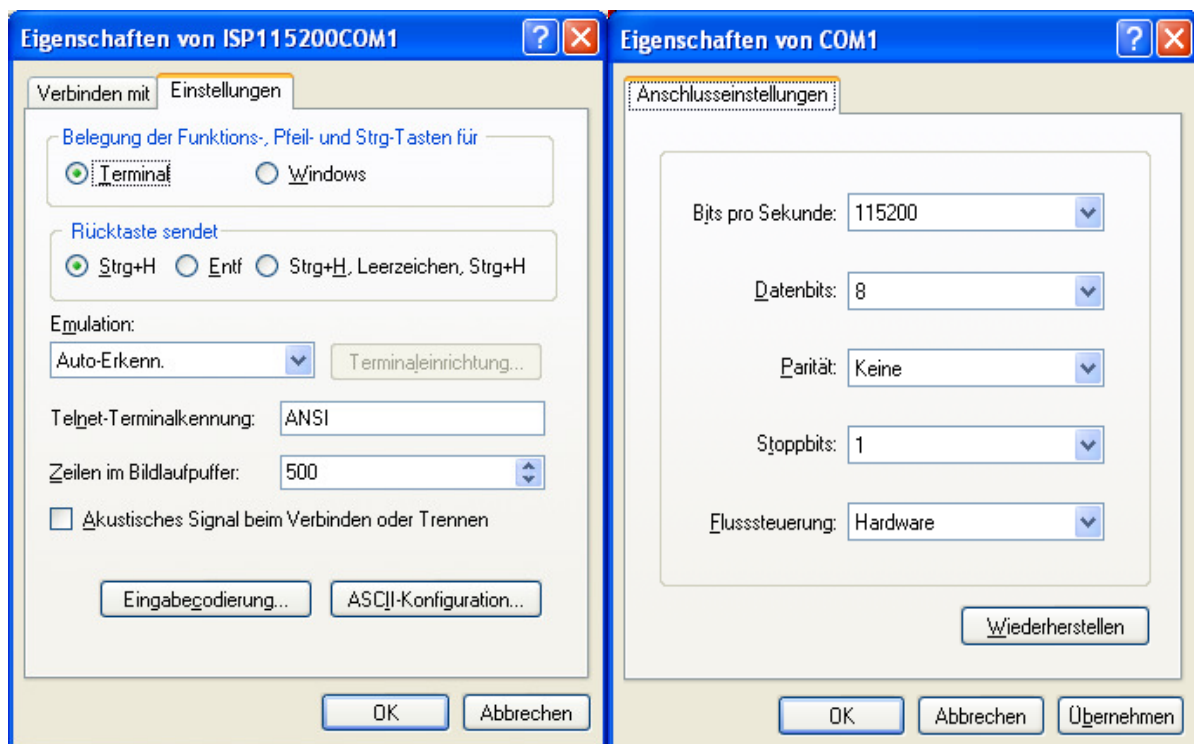 Eigenschaften von ISP115200COM1
Verbinden mit
Einstellungen
Belegung der Funktions-, Pfeil- und Strg-Tasten für
Terminal
Windows
Rücktaste sendet
Strg+H
Entf
Strg+H, Leerzeichen, Strg+H
Emulation:
Auto-Erkenn.
Terminaleinrichtung...
Telnet-Terminalkennung:
ANSI
Zeilen im Bildlaufpuffer:
500
Akustisches Signal beim Verbinden oder Trennen
Eingabecodierung...
ASCII-Konfiguration...
OK
Abbrechen
Eigenschaften von COM1
Anschlusseinstellungen
Bits pro Sekunde:
115200
Datenbits:
8
Parität:
Keine
Stoppbits:
1
Flusssteuerung:
Hardware
Wiederherstellen
OK
Abbrechen
Übernehmen